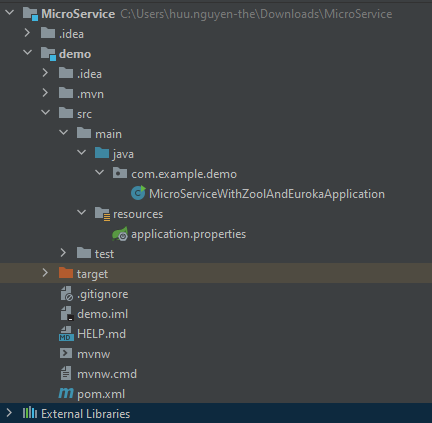 MicroService C:\Users\huu.nguyen-the\Downloads\MicroService
.idea
demo
.idea
.mvn
src
main
java
com.example.demo
MicroServiceWithZoolAndEurokaApplication
resources
application.properties
test
target
.gitignore
demo.iml
HELP.md
mvnw
mvnw.cmd
pom.xml
External Libraries